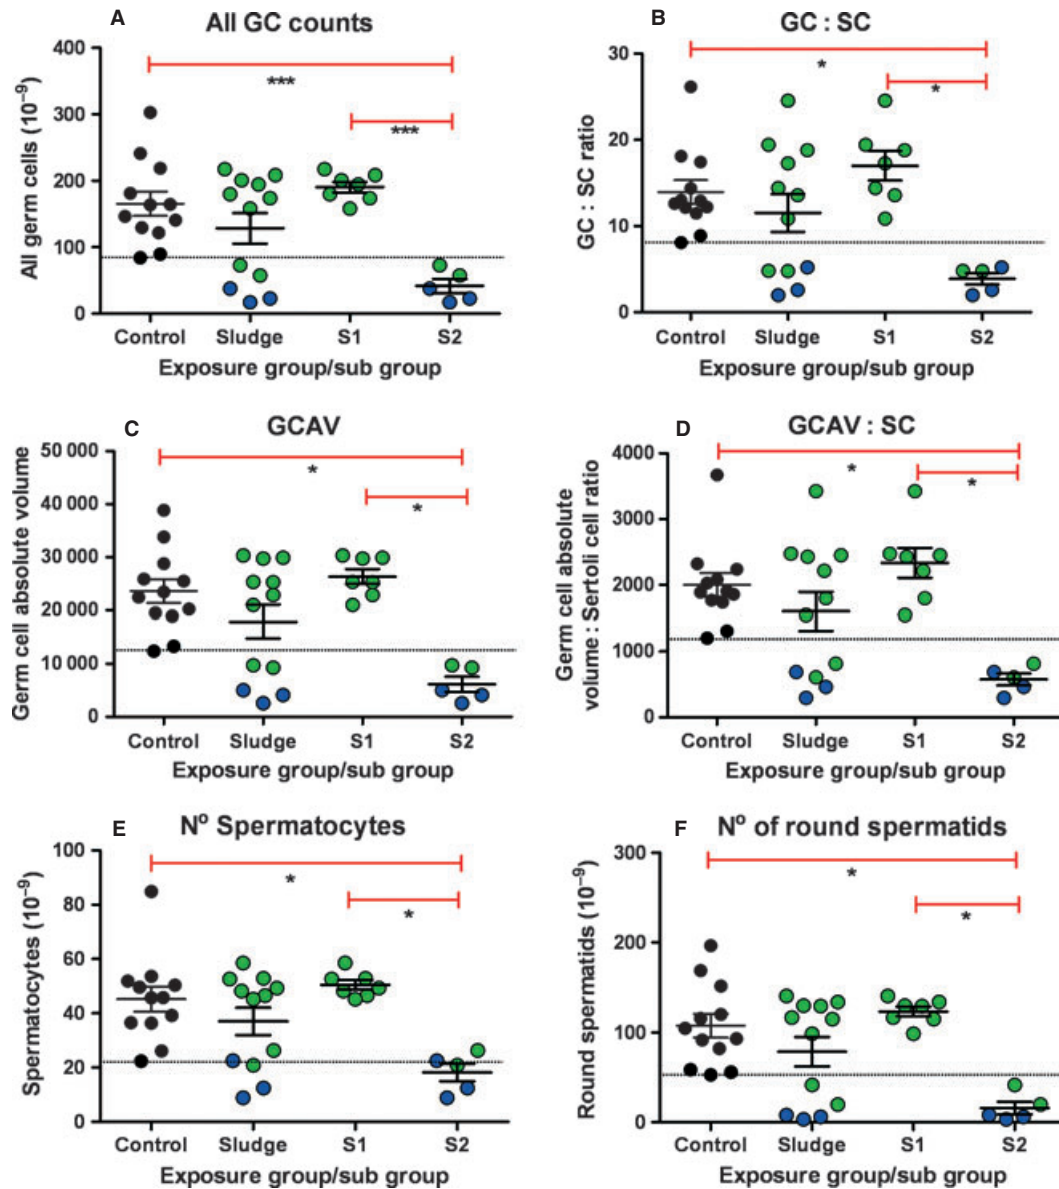 A
All GC counts
400
300
200
100
0
All germ cells (10⁻⁹)
***
***
Control Sludge S1 S2
Exposure group/sub group
B
GC : SC
30
20
10
0
GC : SC ratio
*
*
Control Sludge S1 S2
Exposure group/sub group
C
GCAV
50 000
40 000
30 000
20 000
10 000
0
Germ cell absolute volume
*
*
Control Sludge S1 S2
Exposure group/sub group
D
GCAV : SC
4000
3000
2000
1000
0
Germ cell absolute
volume : Sertoli cell ratio
*
*
Control Sludge S1 S2
Exposure group/sub group
E
Nº Spermatocytes
100
80
60
40
20
0
Spermatocytes (10⁻⁹)
*
*
Control Sludge S1 S2
Exposure group/sub group
F
Nº of round spermatids
300
200
100
0
Round spermatids (10⁻⁹)
*
*
Control Sludge S1 S2
Exposure group/sub group